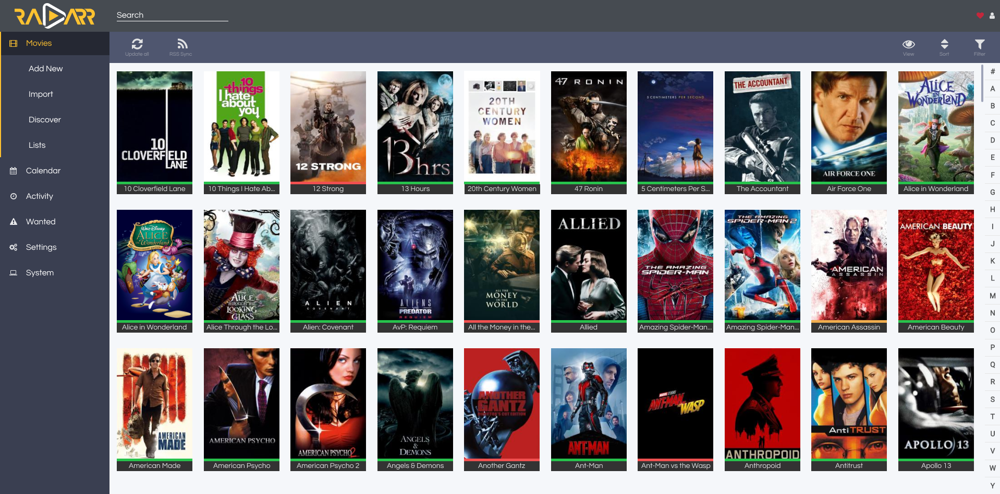 RADARR
Search
Movies
Add New
Import
Discover
Lists
Calendar
Activity
Wanted
Settings
System
Update all
RSS Sync
View
Sort
Filter
10
CLOVERFIELD
LANE
10 Cloverfield Lane
10
things
I hate
about
you
10 Things I Hate Ab...
12 STRONG
12 Strong
13hrs
13 Hours
20TH
CENTURY
WOMEN
20th Century Women
47 RONIN
47 Ronin
5 CENTIMETERS PER SECOND
5 Centimeters Per S...
THE ACCOUNTANT
The Accountant
AIR FORCE ONE
Air Force One
ALICE
IN
WONDERLAND
Alice in Wonderland
Walt Disney
ALICE
in Wonderland
ANNIVERSARY EDITION
Alice in Wonderland
Disney
ALICE
THROUGH THE
LOOKING
GLASS
Alice Through the Lo...
ALIEN
COVENANT
Alien: Covenant
ALIENS
VS
PREDATOR
REQUIEM
AvP: Requiem
ALL THE
MONEY
IN THE
WORLD
All the Money in the...
ALLIED
Allied
THE AMAZING
SPIDER-MAN
Amazing Spider-Man...
THE AMAZING
SPIDER-MAN 2
Amazing Spider-Man...
AMERICAN
ASSASSIN
American Assassin
AMERICAN BEAUTY
American Beauty
AMERICAN
MADE
American Made
AMERICAN PSYCHO
American Psycho
AMERICAN PSYCHO 2
American Psycho 2
ANGELS
&
DEMONS
Angels & Demons
ANOTHER
GANTZ
DIRECTOR'S CUT EDITION
Another Gantz
ANT-MAN
Ant-Man
MARVEL STUDIOS
ANT-MAN
WASP
Ant-Man vs the Wasp
ANTHROPOID
Anthropoid
AntiTRUST
Antitrust
APOLLO 13
Apollo 13
#
A
B
C
D
E
F
G
H
I
J
K
L
M
N
O
P
Q
R
S
T
U
V
W
Y